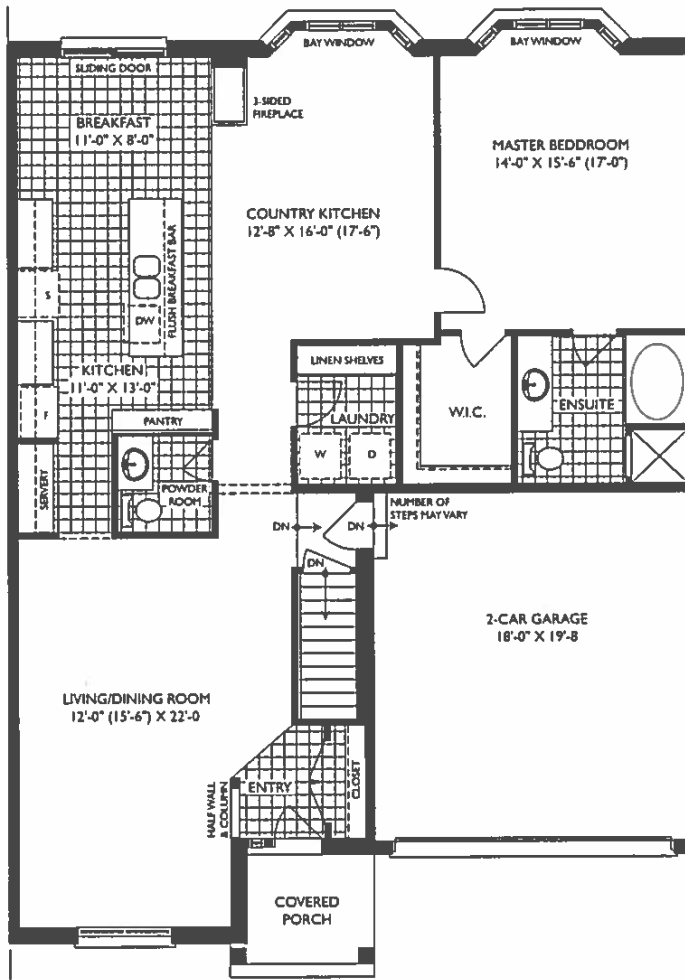 BAY WINDOW
BAY WINDOW
SLIDING DOOR
3-SIDED
FIREPLACE
BREAKFAST
11'-0" X 8'-0"
MASTER BEDDROOM
14'-0" X 15'-6" (17'-0")
COUNTRY KITCHEN
12'-8" X 16'-0" (17'-6")
FLUSH BREAKFAST BAR
S
DW
KITCHEN
11'-0" X 13'-0"
LINEN SHELVES
F
PANTRY
LAUNDRY
W.I.C.
ENSUITE
W
D
SERVERY
POWDER
ROOM
NUMBER OF
STEPS MAY VARY
DN
DN
DN
2-CAR GARAGE
18'-0" X 19'-8
LIVING/DINING ROOM
12'-0" (15'-6") X 22'-0
HALF WALL
& COLUMN
ENTRY
CLOSET
COVERED
PORCH